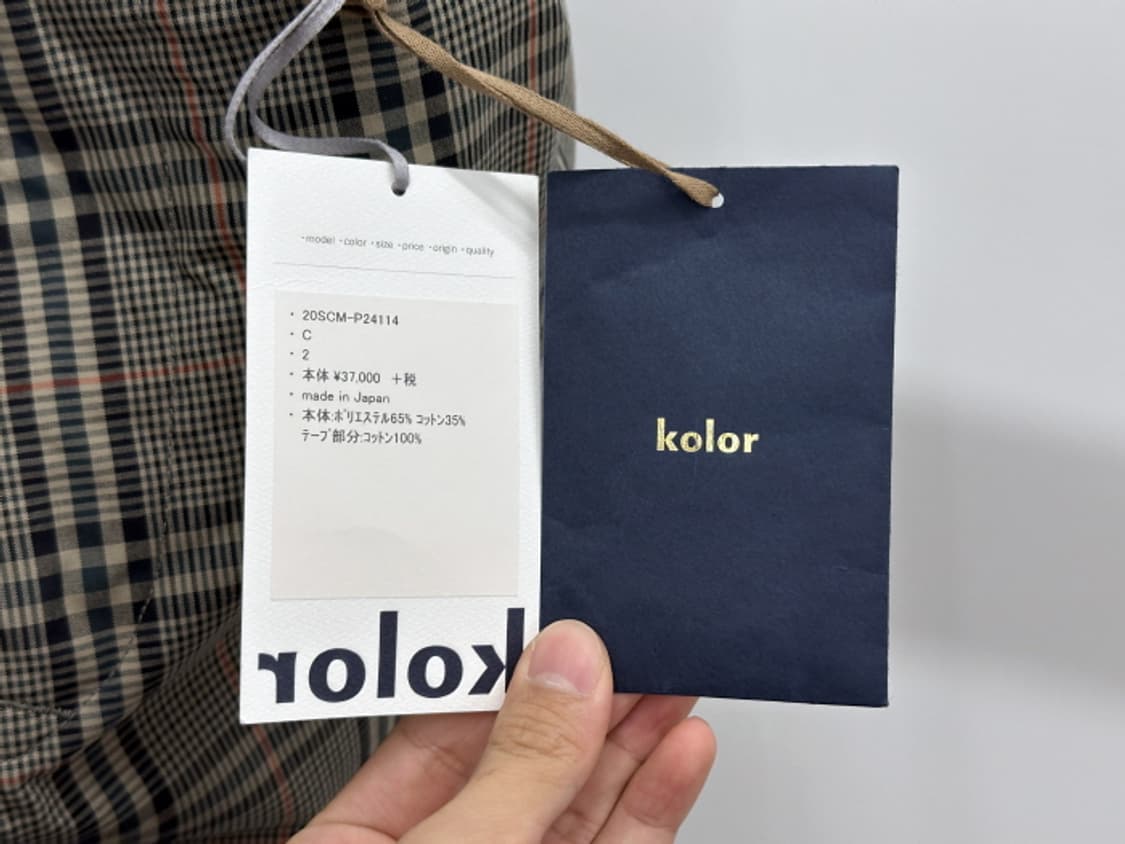 ・model ・color ・size ・price ・origin ・quality
・ 20SCM-P24114
・ C
・ 2
・ 本体 ¥37,000 +税
・ made in Japan
・ 本体:ポリエステル65% コットン35%
テープ部分:コットン100%
kolor
kolor